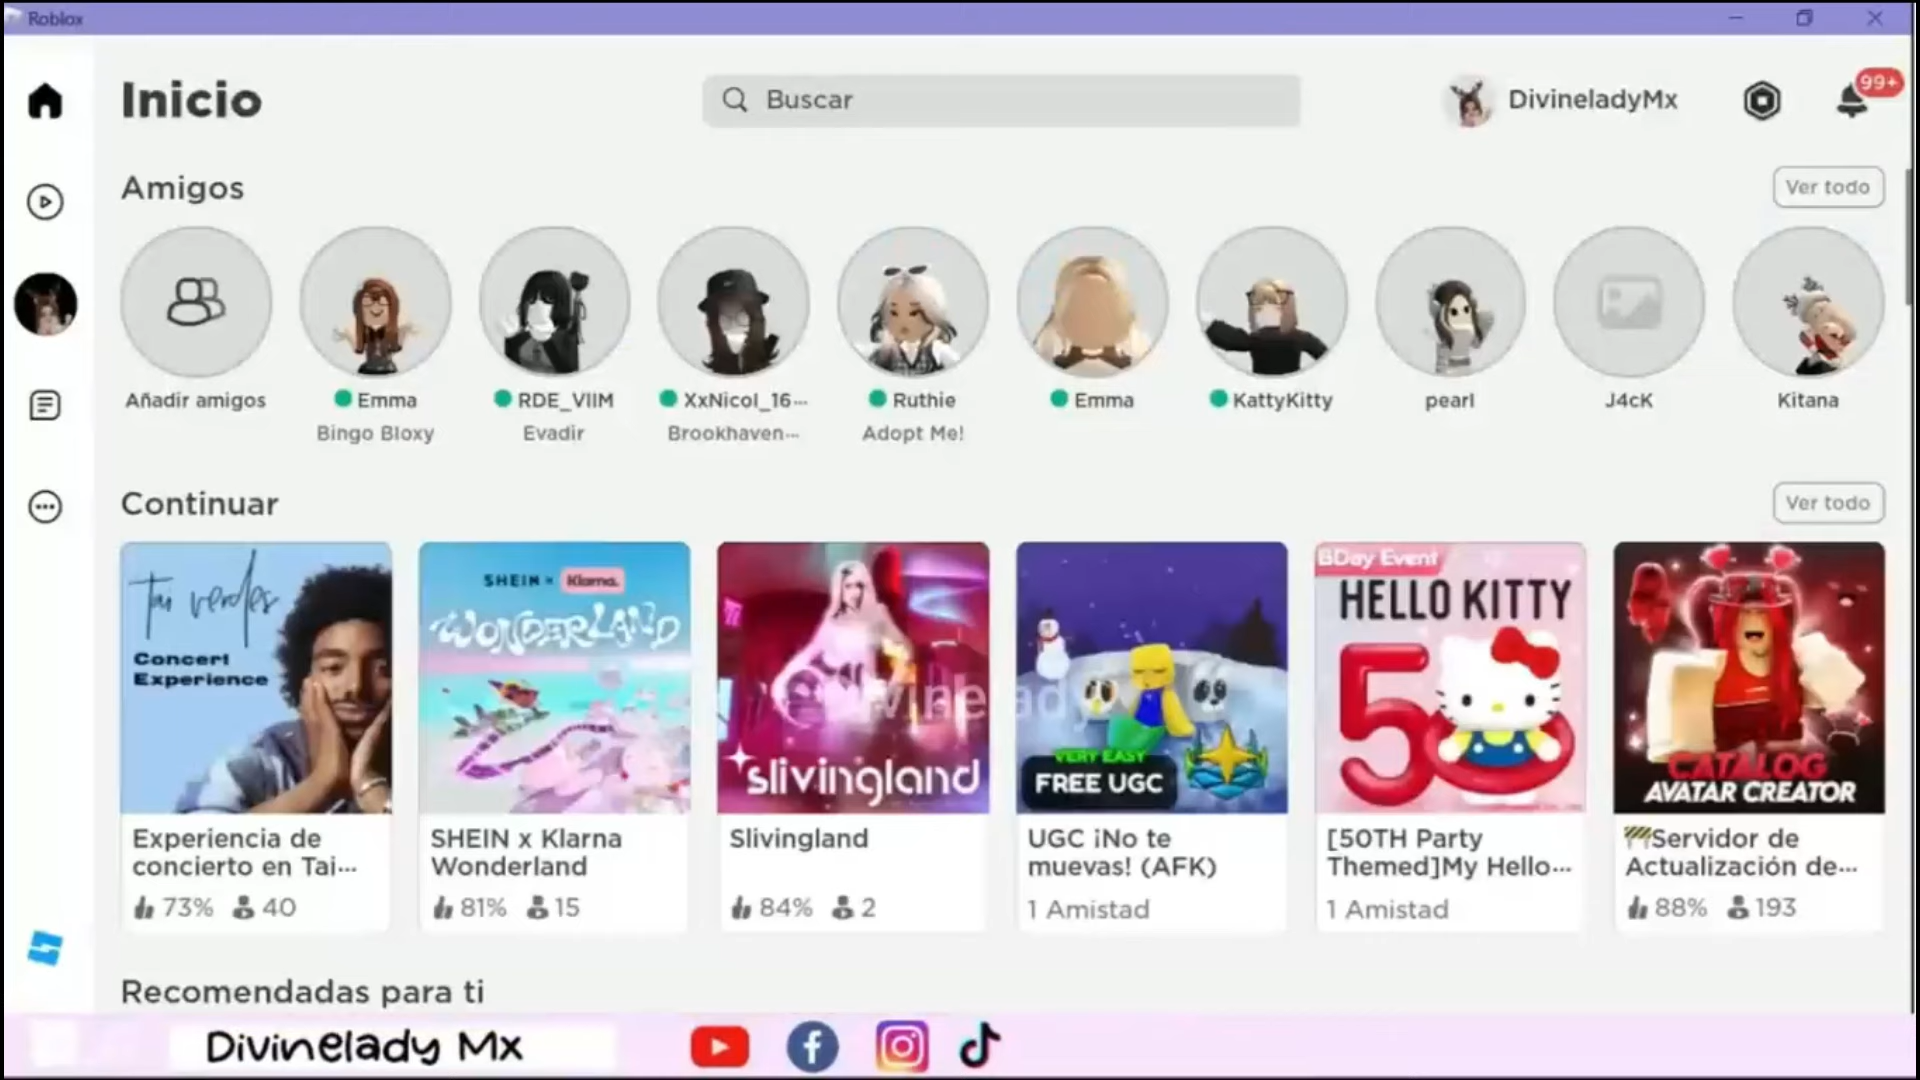 Roblox
Inicio
Buscar
DivineladyMx
99+
Amigos
Ver todo
Añadir amigos
Emma
Bingo Bloxy
RDE_VIIM
Evadir
XxNicol_16...
Brookhaven...
Ruthie
Adopt Me!
Emma
KattyKitty
pearl
J4cK
Kitana
Continuar
Ver todo
Tai verdes
Concert
Experience
SHEIN × Klarna.
WONDERLAND
slivingland
VERY EASY
FREE UGC
BDay Event
HELLO KITTY
50
CATALOG
AVATAR CREATOR
Divinelady
Experiencia de
concierto en Tai...
73% 40
SHEIN x Klarna
Wonderland
81% 15
Slivingland
84% 2
UGC ¡No te
muevas! (AFK)
1 Amistad
[50TH Party
Themed]My Hello...
1 Amistad
🚧Servidor de
Actualización de...
88% 193
Recomendadas para ti
Divinelady Mx